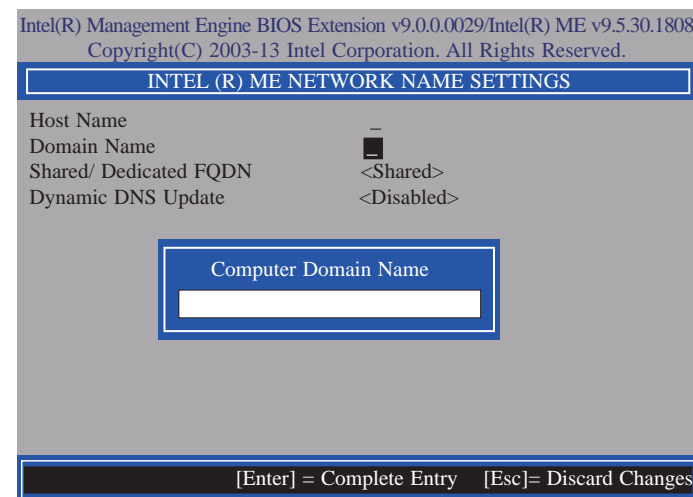 Intel(R) Management Engine BIOS Extension v9.0.0.0029/Intel(R) ME v9.5.30.1808
Copyright(C) 2003-13 Intel Corporation. All Rights Reserved.
INTEL (R) ME NETWORK NAME SETTINGS
Host Name _
Domain Name _
Shared/ Dedicated FQDN <Shared>
Dynamic DNS Update <Disabled>
Computer Domain Name
[Enter] = Complete Entry [Esc]= Discard Changes